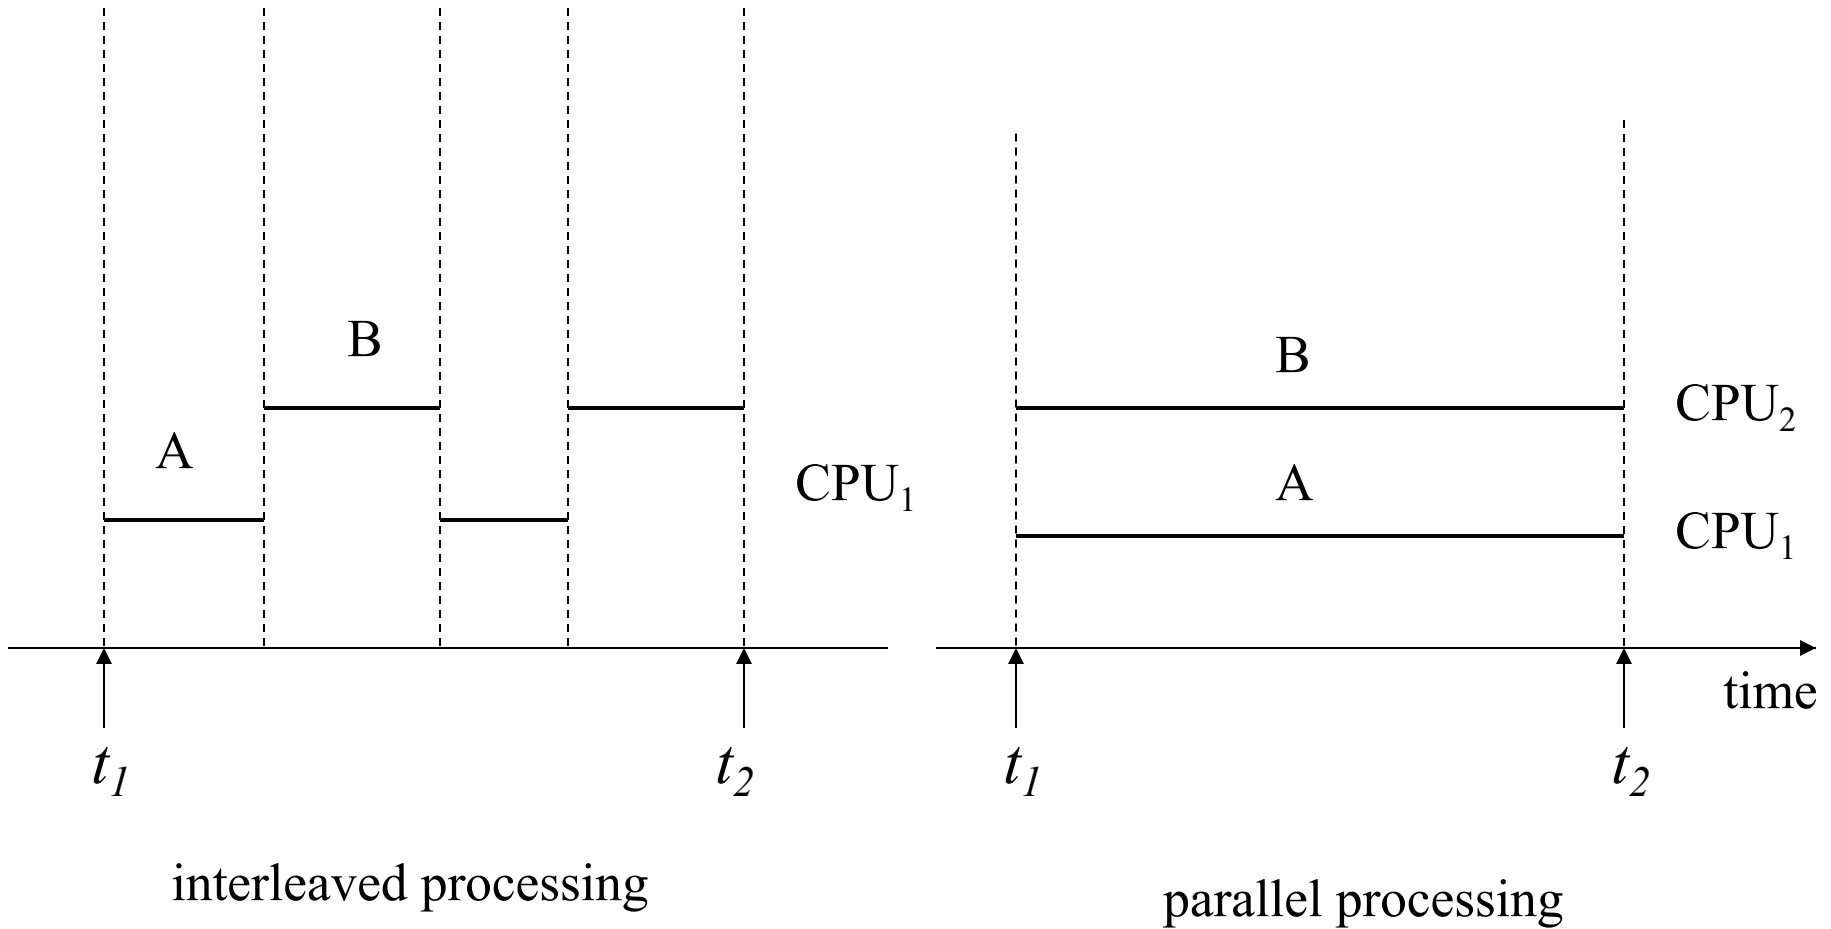 B
A
CPU1
t1
t2
interleaved processing
B
CPU2
A
CPU1
time
t1
t2
parallel processing